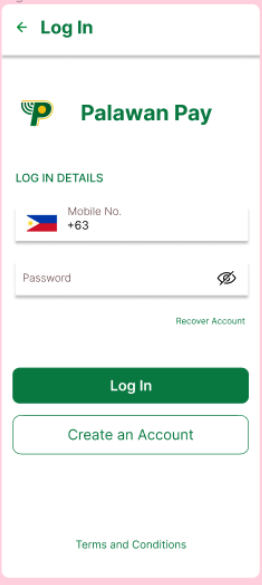 Log In
Palawan Pay
LOG IN DETAILS
Mobile No.
+63
Password
Recover Account
Log In
Create an Account
Terms and Conditions